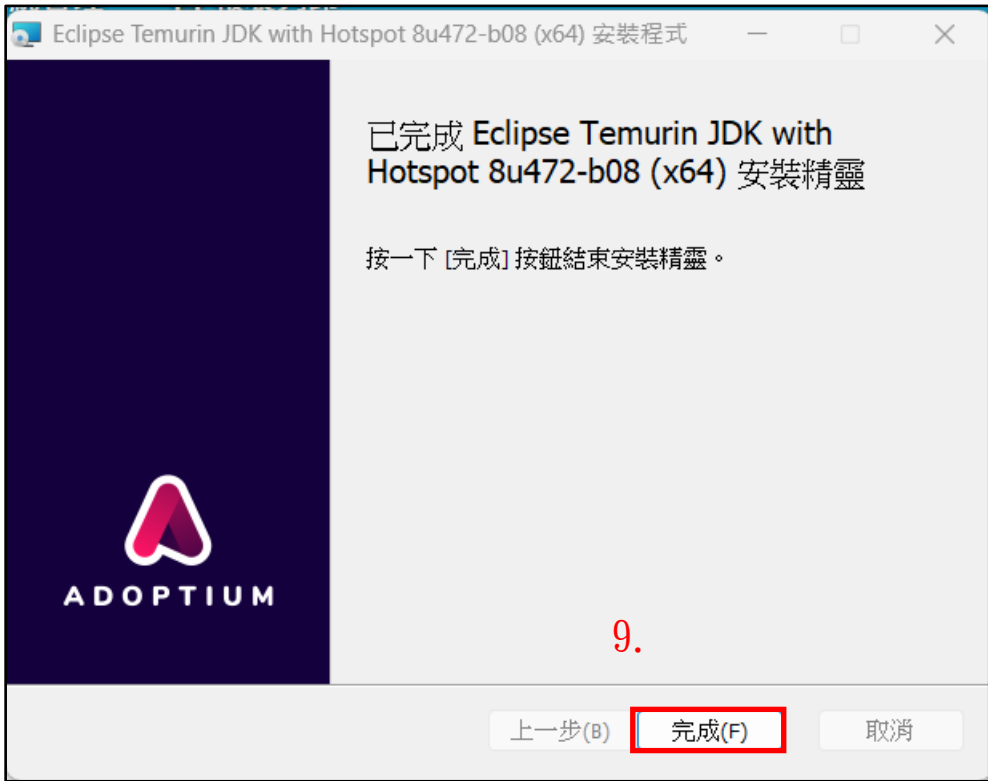 Eclipse Temurin JDK with Hotspot 8u472-b08 (x64) 安裝程式
已完成 Eclipse Temurin JDK with
Hotspot 8u472-b08 (x64) 安裝精靈
按一下 [完成] 按鈕結束安裝精靈。
ADOPTIUM
9.
上一步(B)
完成(F)
取消